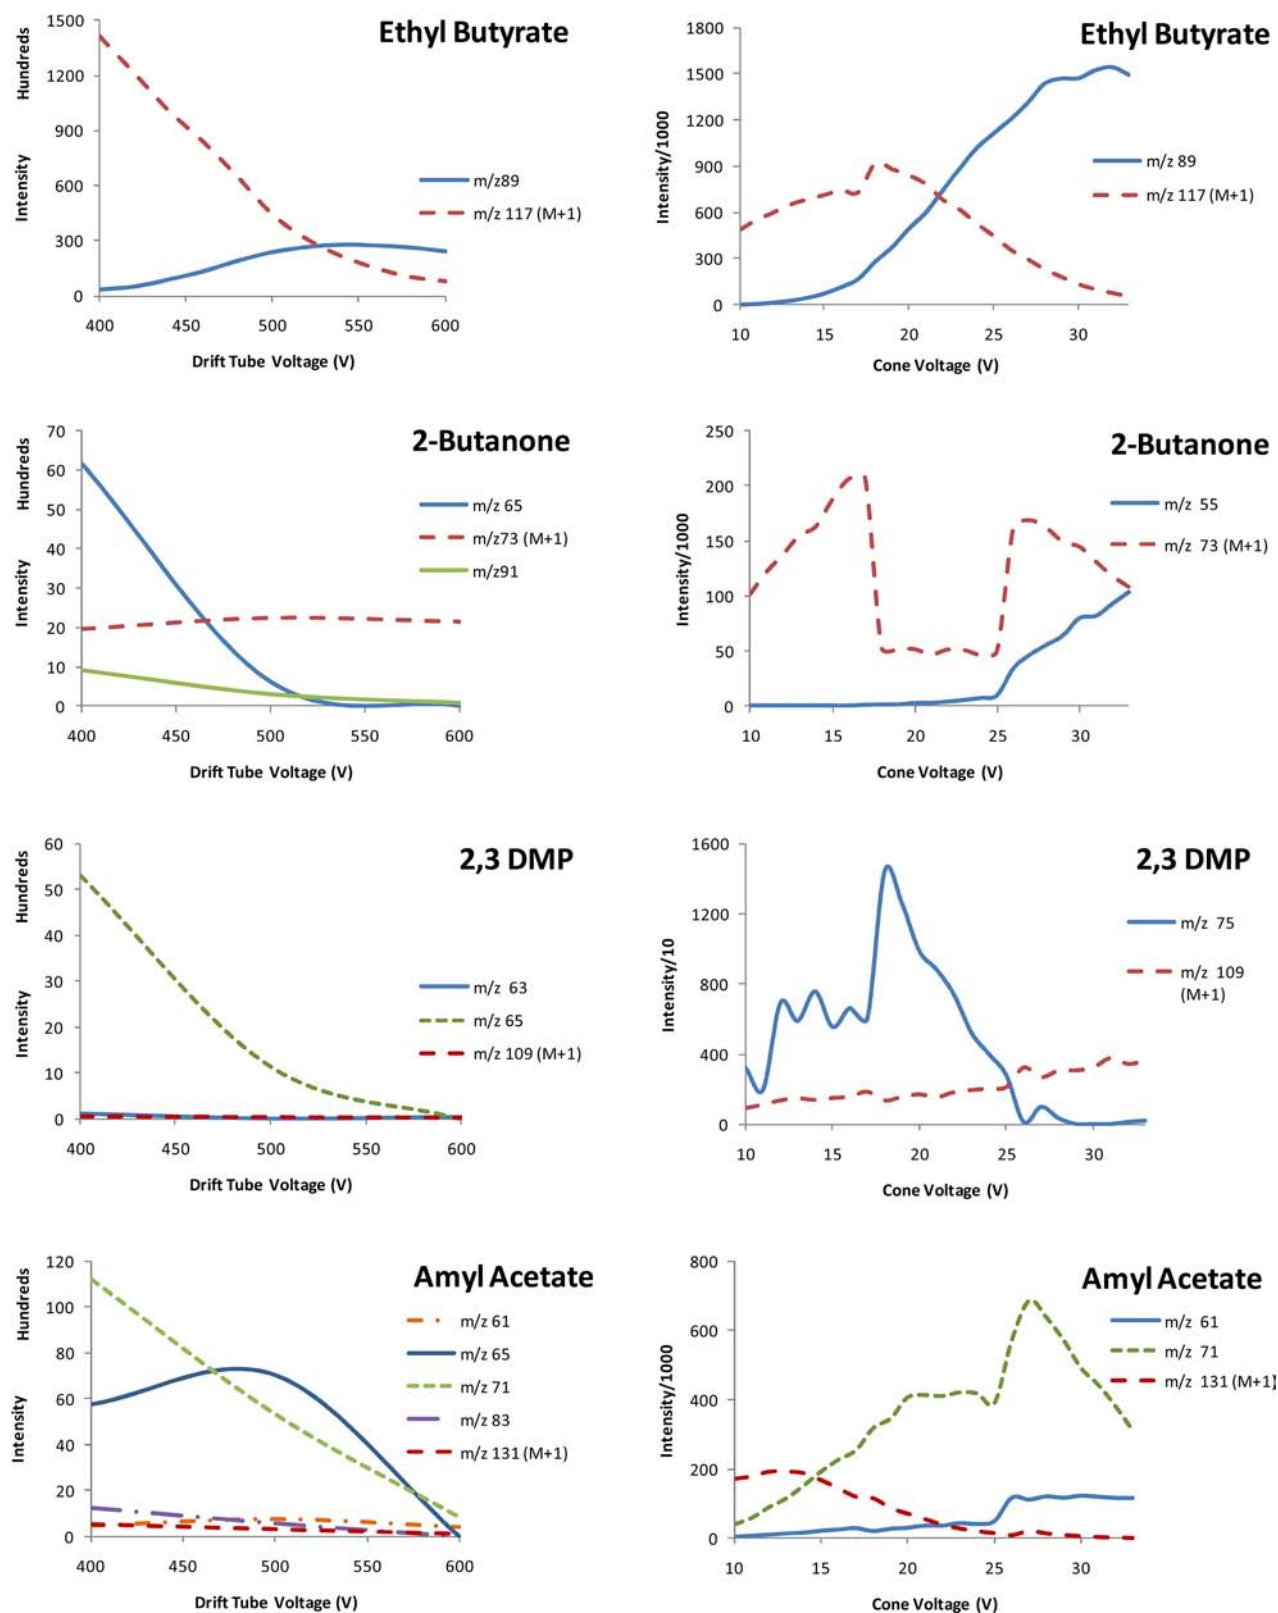 Ethyl Butyrate
Hundreds
Intensity
1500
1200
900
600
300
0
400 450 500 550 600
Drift Tube Voltage (V)
m/z89
m/z 117 (M+1)
Ethyl Butyrate
Intensity/1000
1800
1500
1200
900
600
300
0
10 15 20 25 30
Cone Voltage (V)
m/z 89
m/z 117 (M+1)
2-Butanone
Hundreds
Intensity
70
60
50
40
30
20
10
0
400 450 500 550 600
Drift Tube Voltage (V)
m/z 65
m/z73 (M+1)
m/z91
2-Butanone
Intensity/1000
250
200
150
100
50
0
10 15 20 25 30
Cone Voltage (V)
m/z 55
m/z 73 (M+1)
2,3 DMP
Hundreds
Intensity
60
50
40
30
20
10
0
400 450 500 550 600
Drift Tube Voltage (V)
m/z 63
m/z 65
m/z 109 (M+1)
2,3 DMP
Intensity/10
1600
1200
800
400
0
10 15 20 25 30
Cone Voltage (V)
m/z 75
m/z 109
(M+1)
Amyl Acetate
Hundreds
Intensity
120
100
80
60
40
20
0
400 450 500 550 600
Drift Tube Voltage (V)
m/z 61
m/z 65
m/z 71
m/z 83
m/z 131 (M+1)
Amyl Acetate
Intensity/1000
800
600
400
200
0
10 15 20 25 30
Cone Voltage (V)
m/z 61
m/z 71
m/z 131 (M+1)